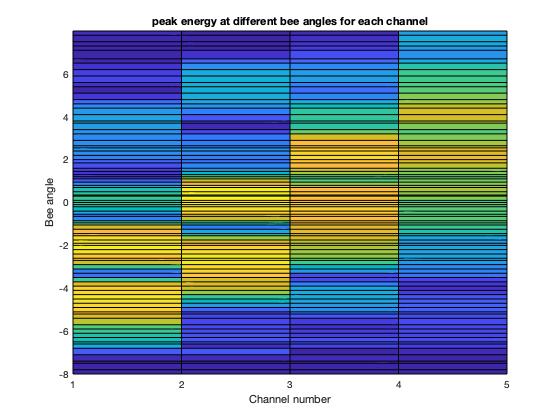 peak energy at different bee angles for each channel
6
4
2
0
-2
-4
-6
-8
Bee angle
1 2 3 4 5
Channel number